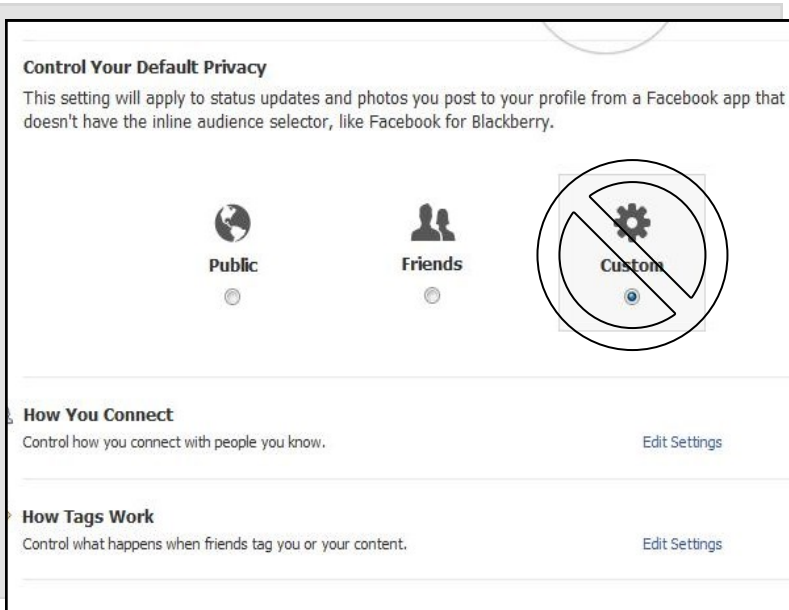 Control Your Default Privacy
This setting will apply to status updates and photos you post to your profile from a Facebook app that
doesn't have the inline audience selector, like Facebook for Blackberry.
Public Friends Custom
How You Connect
Control how you connect with people you know. Edit Settings
How Tags Work
Control what happens when friends tag you or your content. Edit Settings